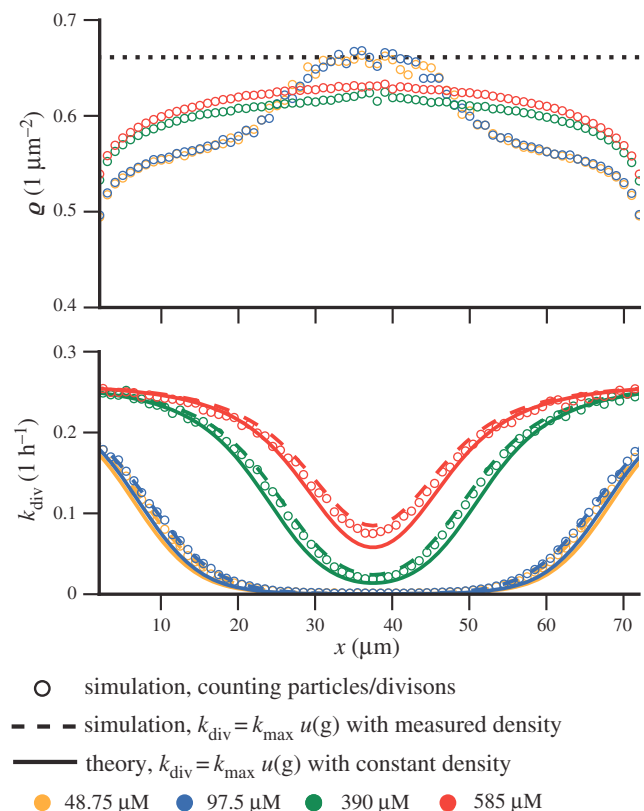 0.7
0.6
0.5
0.4
ϱ (1 μm⁻²)
0.3
0.2
0.1
0
k_div (1 h⁻¹)
10 20 30 40 50 60 70
x (μm)
simulation, counting particles/divisons
simulation, k_div = k_max u(g) with measured density
theory, k_div = k_max u(g) with constant density
48.75 μM 97.5 μM 390 μM 585 μM